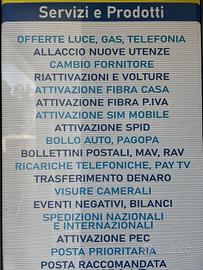 Servizi e Prodotti
OFFERTE LUCE, GAS, TELEFONIA
ALLACCIO NUOVE UTENZE
CAMBIO FORNITORE
RIATTIVAZIONI E VOLTURE
ATTIVAZIONE FIBRA CASA
ATTIVAZIONE FIBRA P.IVA
ATTIVAZIONE SIM MOBILE
ATTIVAZIONE SPID
BOLLO AUTO, PAGOPA
BOLLETTINI POSTALI, MAV, RAV
RICARICHE TELEFONICHE, PAY TV
TRASFERIMENTO DENARO
VISURE CAMERALI
EVENTI NEGATIVI, BILANCI
SPEDIZIONI NAZIONALI
E INTERNAZIONALI
ATTIVAZIONE PEC
POSTA PRIORITARIA
POSTA RACCOMANDATA